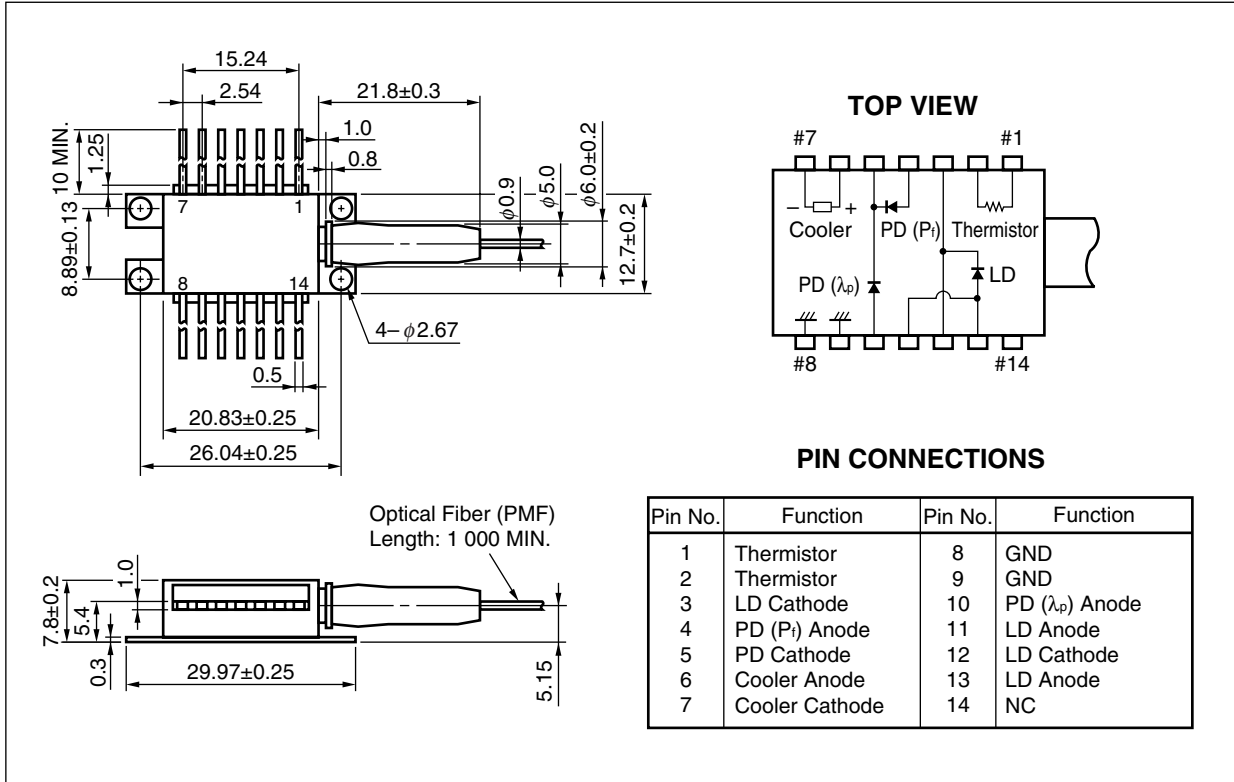 15.24
2.54
21.8±0.3
1.0
0.8
10 MIN.
1.25
7
1
φ0.9
φ5.0
φ6.0±0.2
12.7±0.2
8.89±0.13
8
14
4–φ2.67
0.5
20.83±0.25
26.04±0.25
Optical Fiber (PMF)
Length: 1 000 MIN.
7.8±0.2
5.4
1.0
0.3
29.97±0.25
5.15
TOP VIEW
#7
#1
– +
Cooler
PD (Pf)
Thermistor
PD (λp)
LD
#8
#14
PIN CONNECTIONS
Pin No. Function Pin No. Function
1 Thermistor 8 GND
2 Thermistor 9 GND
3 LD Cathode 10 PD (λp) Anode
4 PD (Pf) Anode 11 LD Anode
5 PD Cathode 12 LD Cathode
6 Cooler Anode 13 LD Anode
7 Cooler Cathode 14 NC